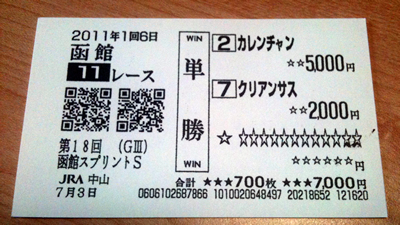 2011年1回6日
函館
11レース
第18回 (GIII)
函館スプリントS
JRA 中山
7月3日
WIN
単勝
WIN
2 カレンチャン
☆☆5,000円
7 クリアンサス
☆☆2,000円
☆ ☆☆☆☆☆☆☆☆☆☆☆
☆☆☆☆☆☆円
合計 ★★★700枚 ★★★7,000円
0606102687866 1010020648497 20218652 121620